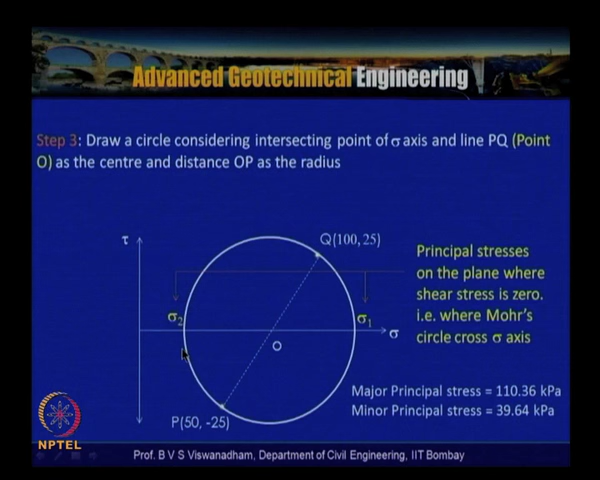 Advanced Geotechnical Engineering
Step 3: Draw a circle considering intersecting point of σ axis and line PQ (Point
O) as the centre and distance OP as the radius
τ
Q(100, 25)
Principal stresses
on the plane where
shear stress is zero.
i.e. where Mohr's
circle cross σ axis
σ2
σ1
σ
O
P(50, -25)
Major Principal stress = 110.36 kPa
Minor Principal stress = 39.64 kPa
NPTEL
Prof. B V S Viswanadham, Department of Civil Engineering, IIT Bombay